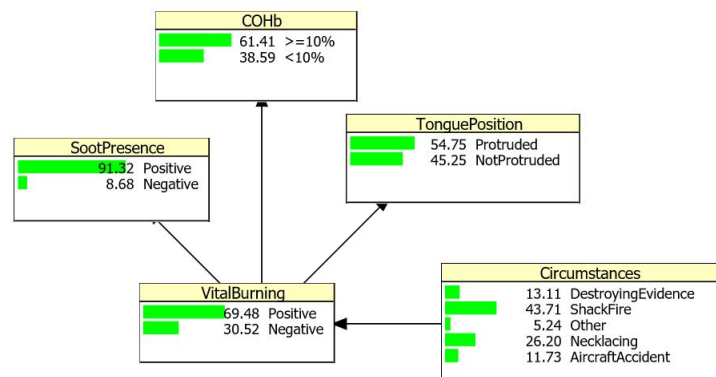 COHb
61.41 >=10%
38.59 <10%
TonguePosition
54.75 Protruded
45.25 NotProtruded
SootPresence
91.32 Positive
8.68 Negative
VitalBurning
69.48 Positive
30.52 Negative
Circumstances
13.11 DestroyingEvidence
43.71 ShackFire
5.24 Other
26.20 Necklacing
11.73 AircraftAccident